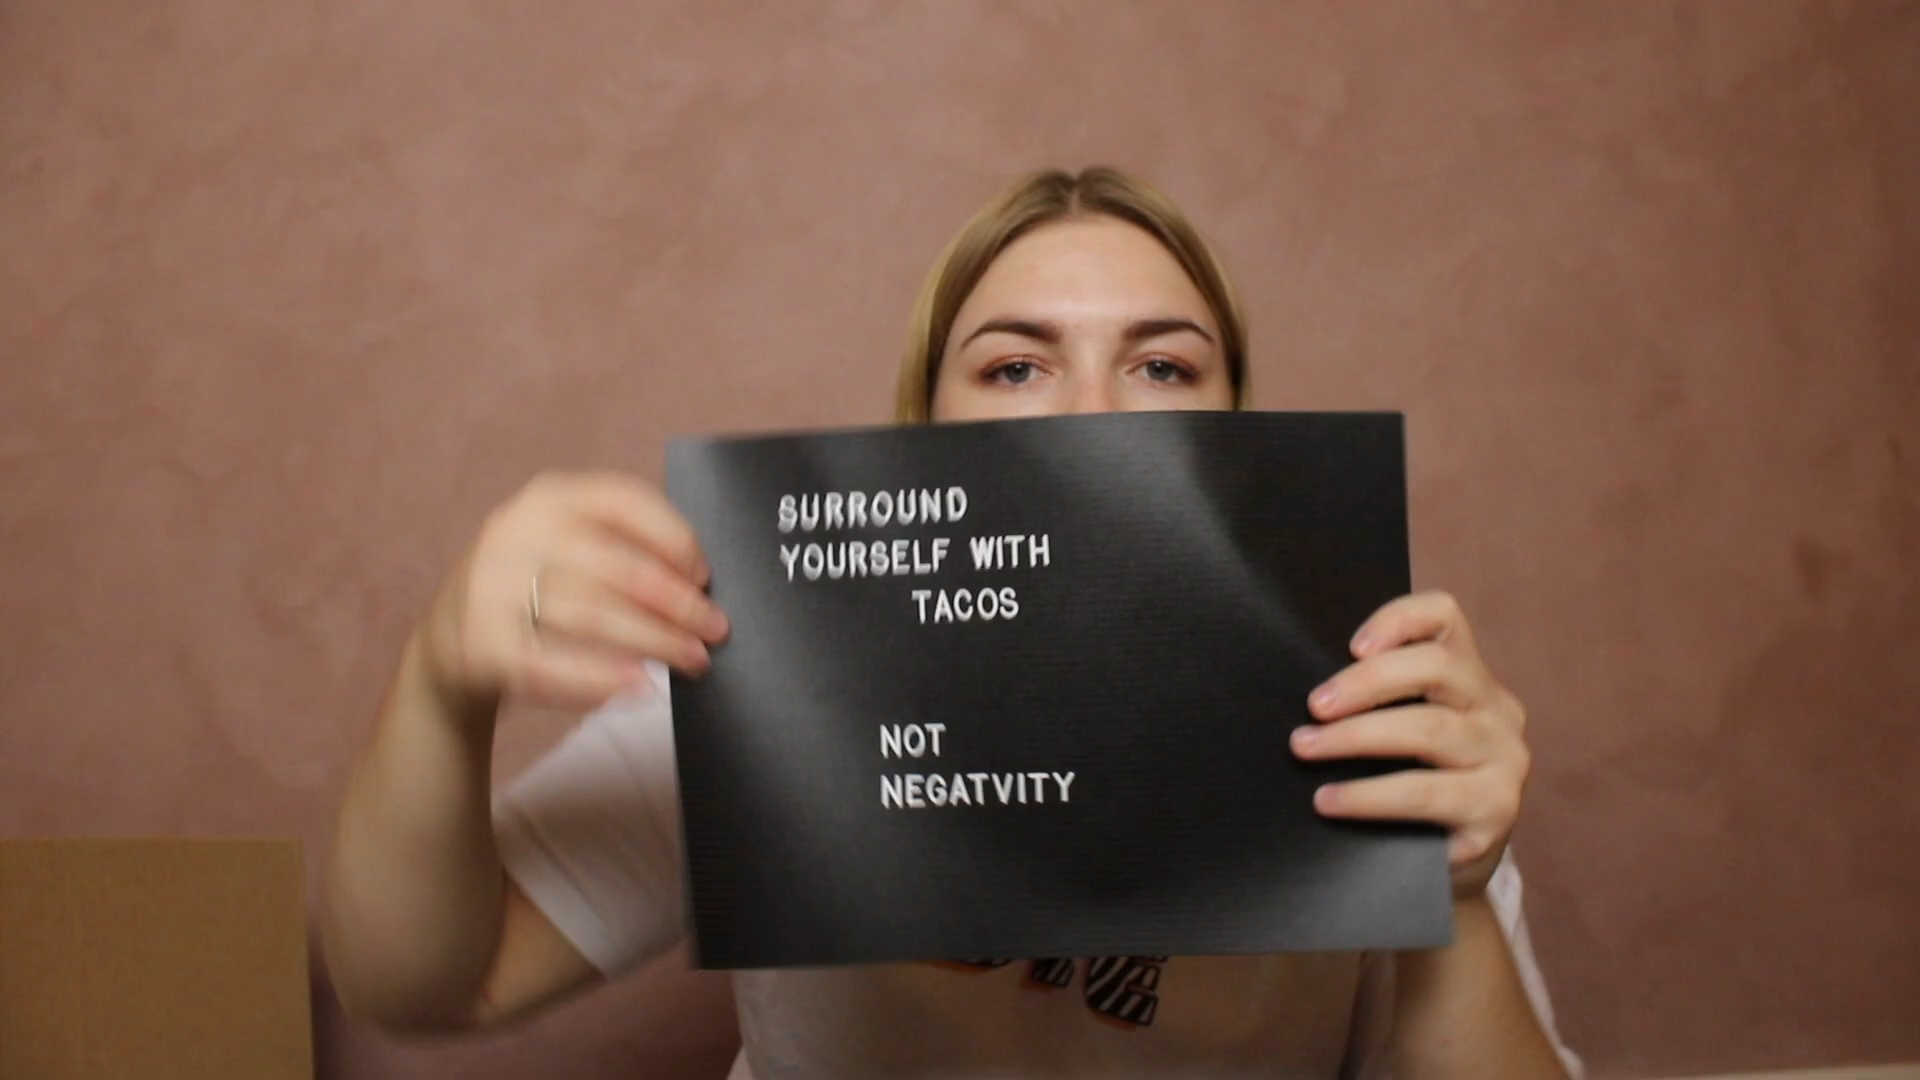 SURROUND
YOURSELF WITH
TACOS
NOT
NEGATVITY